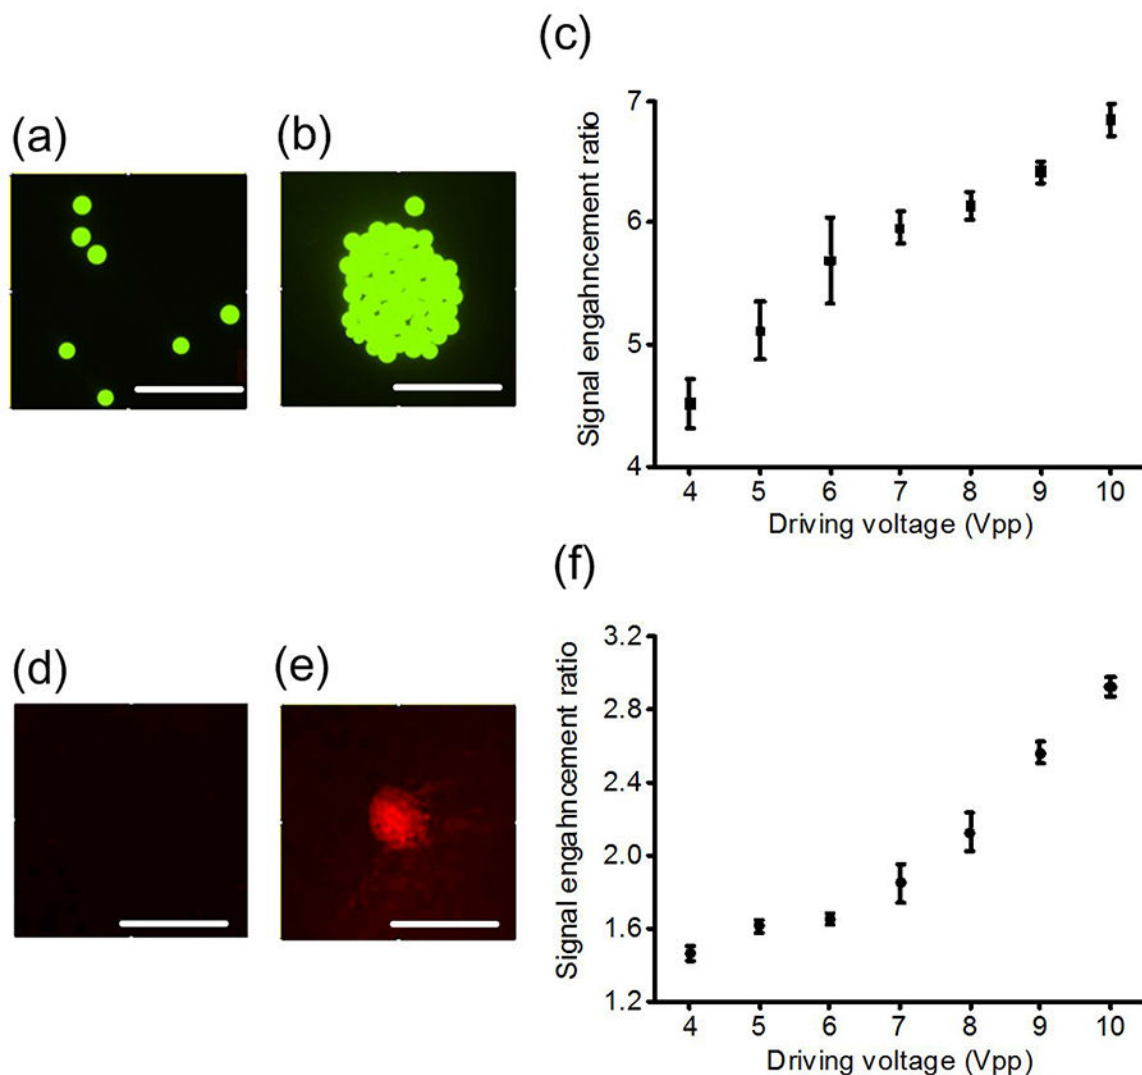 (c)
(a)
(b)
Signal engahncement ratio
7
6
5
4
4 5 6 7 8 9 10
Driving voltage (Vpp)
(f)
(d)
(e)
Signal engahncement ratio
3.2
2.8
2.4
2.0
1.6
1.2
4 5 6 7 8 9 10
Driving voltage (Vpp)